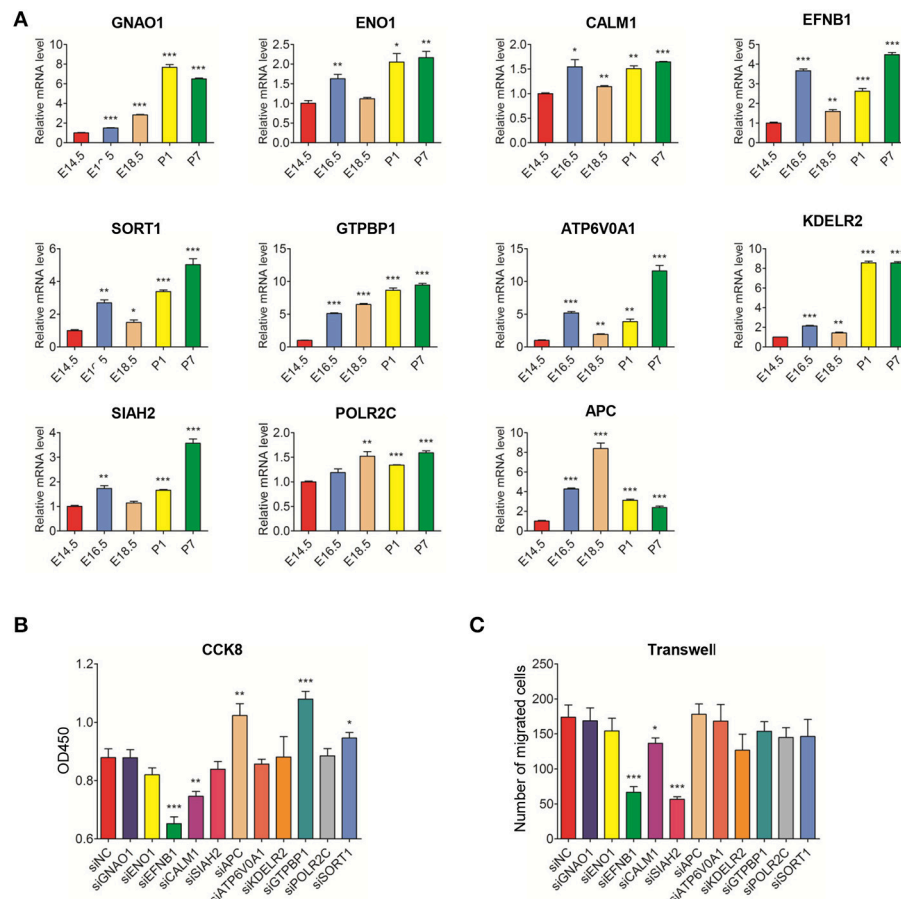 A
GNAO1
ENO1
CALM1
EFNB1
Relative mRNA level
10
8
6
4
2
0
*** *** *** ***
E14.5 E18.5 P1 P7
Relative mRNA level
2.5
2.0
1.5
1.0
0.5
0.0
** * **
E14.5 E16.5 E18.5 P1 P7
Relative mRNA level
2.0
1.5
1.0
0.5
0.0
* ** ** ***
E14.5 E16.5 E18.5 P1 P7
Relative mRNA level
5
4
3
2
1
0
*** ** *** ***
E14.5 E16.5 E18.5 P1 P7
SORT1
GTPBP1
ATP6V0A1
KDELR2
Relative mRNA level
6
4
2
0
** * *** ***
E14.5 E18.5 P1 P7
Relative mRNA level
15
10
5
0
*** *** *** ***
E14.5 E16.5 E18.5 P1 P7
Relative mRNA level
15
10
5
0
*** ** ** ***
E14.5 E16.5 E18.5 P1 P7
Relative mRNA level
10
8
6
4
2
0
*** ** *** ***
E14.5 E16.5 E18.5 P1 P7
SIAH2
POLR2C
APC
Relative mRNA level
4
3
2
1
0
** *** ***
E14.5 E16.5 E18.5 P1 P7
Relative mRNA level
2.0
1.5
1.0
0.5
0.0
** *** ***
E14.5 E16.5 E18.5 P1 P7
Relative mRNA level
10
8
6
4
2
0
*** *** *** ***
E14.5 E16.5 E18.5 P1 P7
B
CCK8
OD450
1.2
1.0
0.8
0.6
*** ** ** *** *
siNC siGNAO1 siENO1 siEFNB1 siCALM1 siSIAH2 siAPC siATP6V0A1 siKDELR2 siGTPBP1 siPOLR2C siSORT1
C
Transwell
Number of migrated cells
250
200
150
100
50
0
*** * ***
siNC siGNAO1 siENO1 siEFNB1 siCALM1 siSIAH2 siAPC siATP6V0A1 siKDELR2 siGTPBP1 siPOLR2C siSORT1